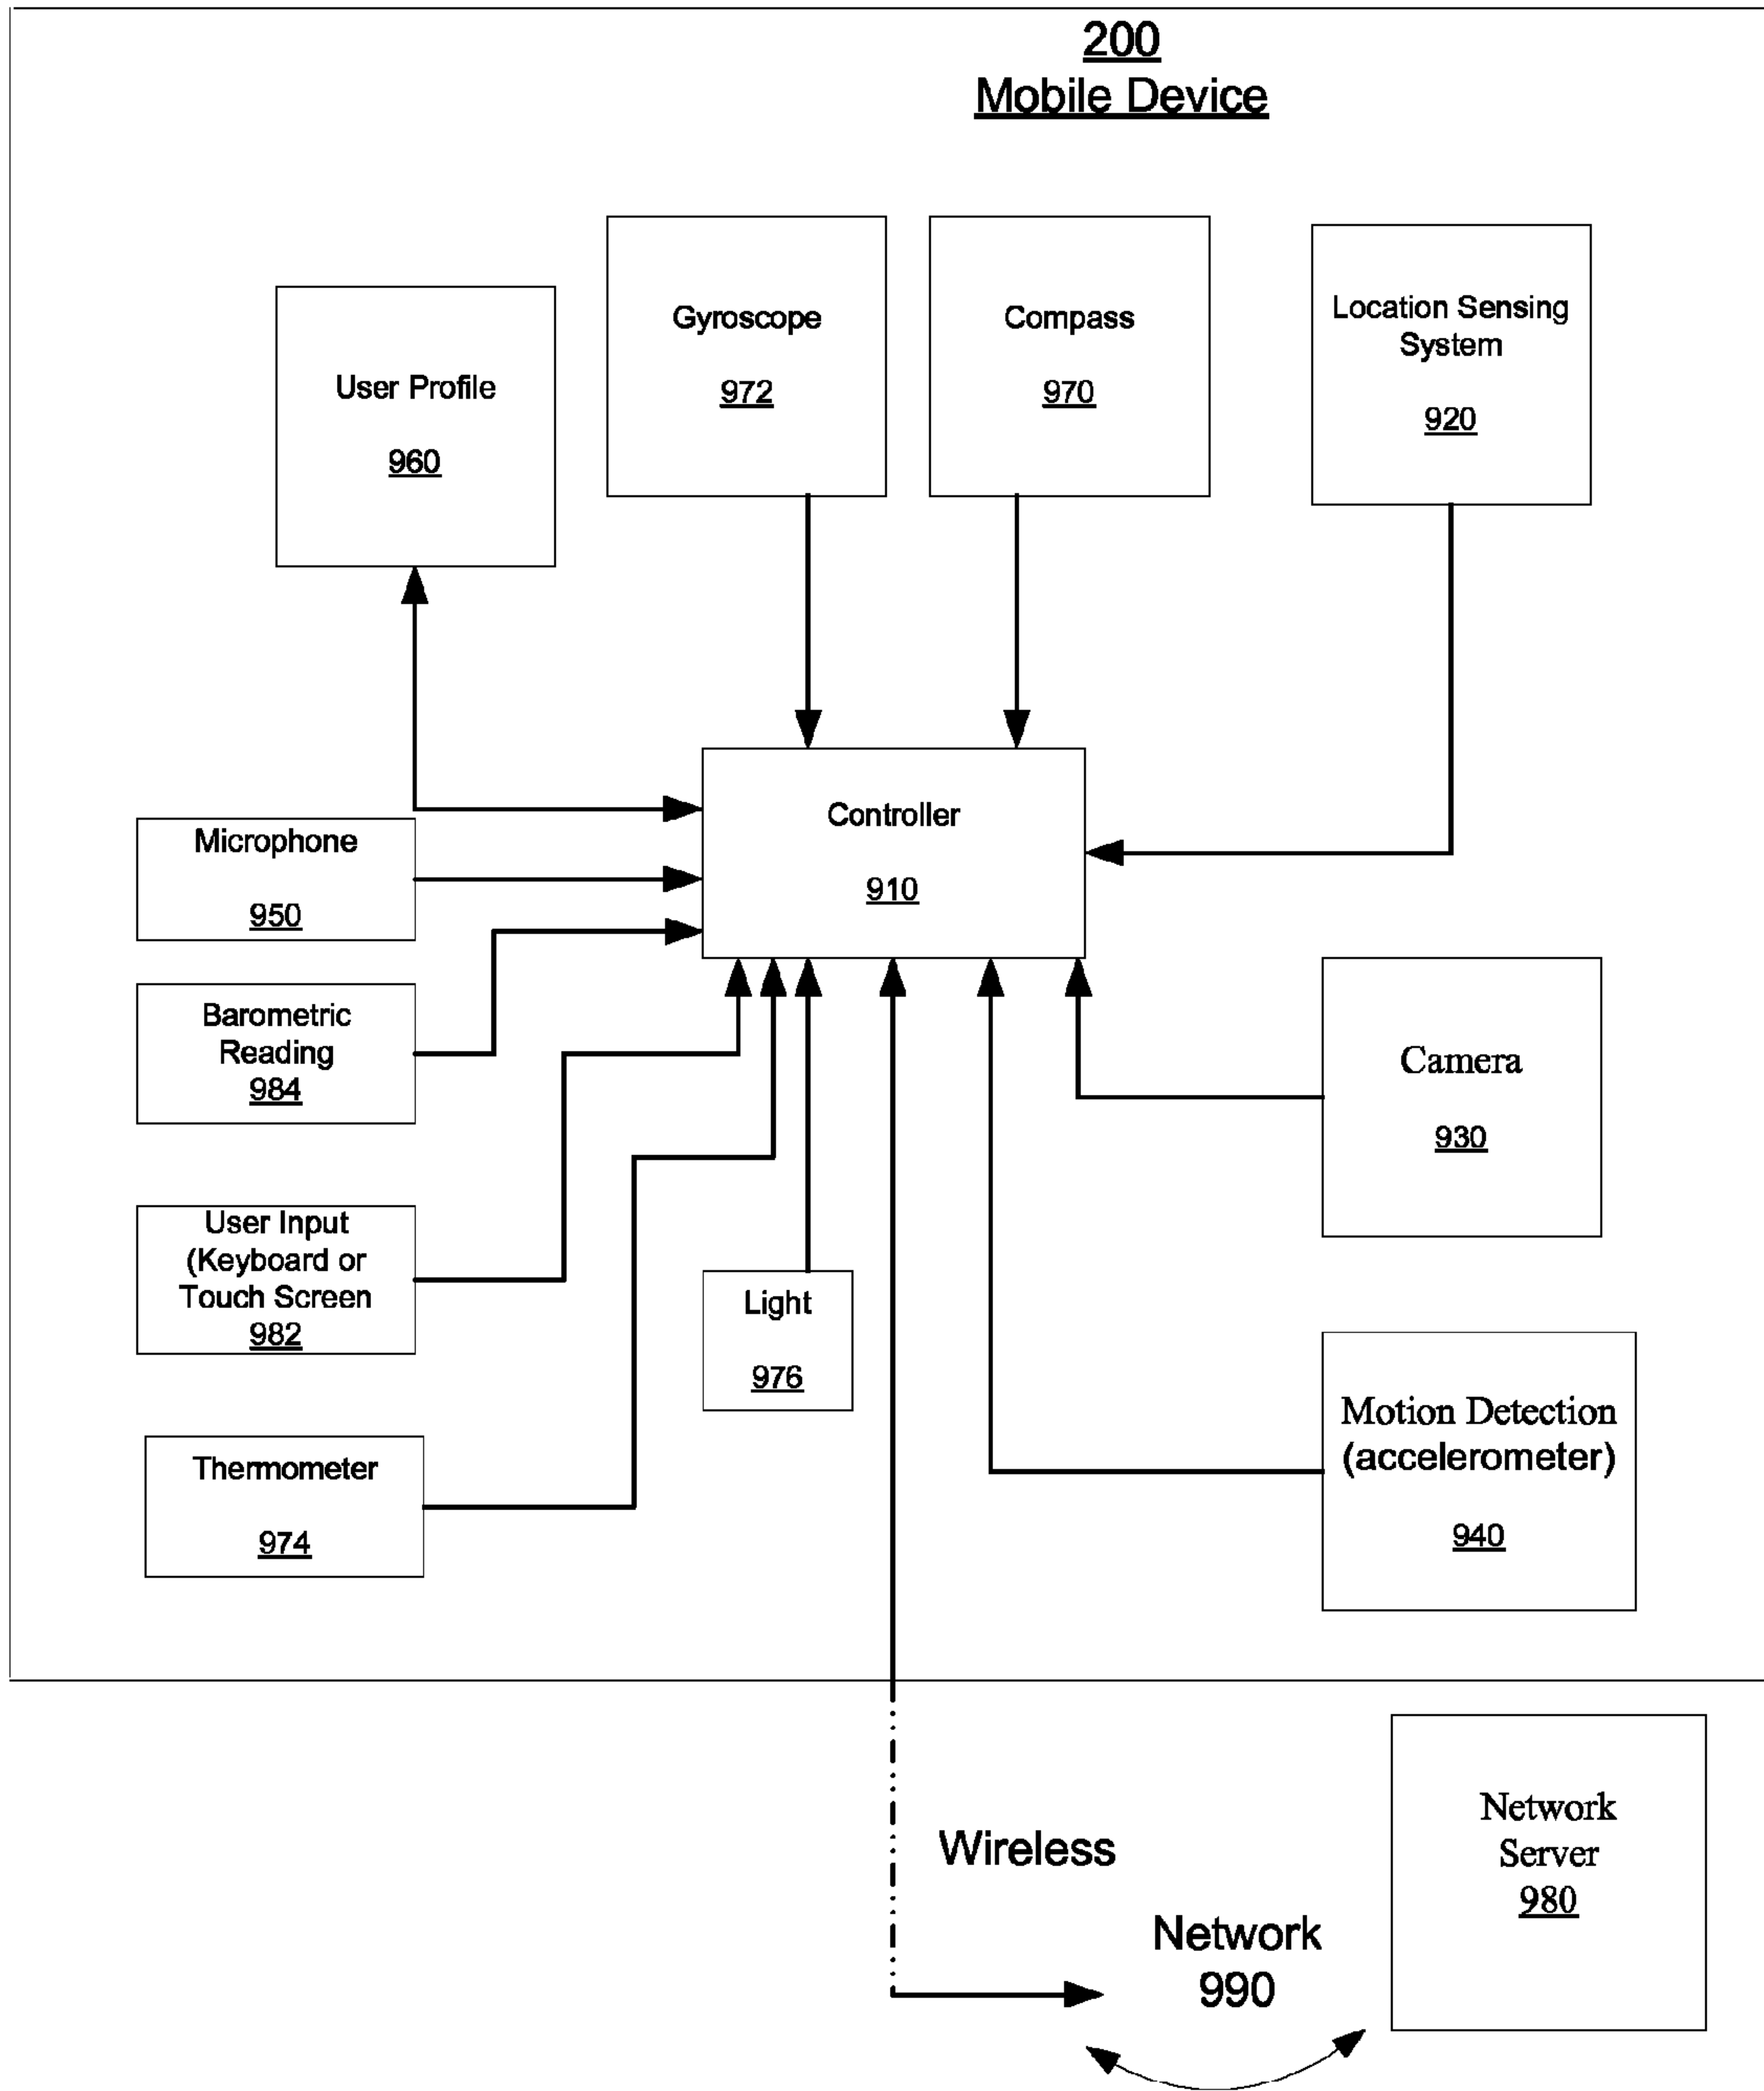 200
Mobile Device
Gyroscope
972
Compass
970
Location Sensing
System
920
User Profile
960
Controller
910
Microphone
950
Barometric
Reading
984
User Input
(Keyboard or
Touch Screen
982
Thermometer
974
Light
976
Camera
930
Motion Detection
(accelerometer)
940
Wireless
Network
990
Network
Server
980